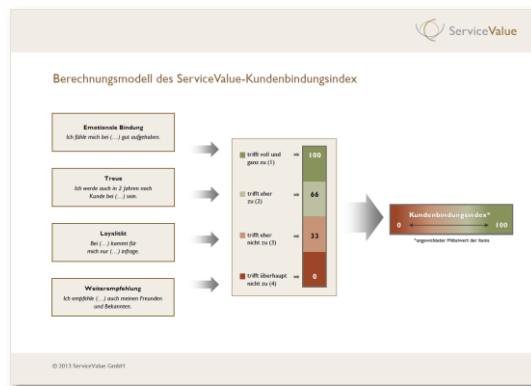 ServiceValue
Berechnungsmodell des ServiceValue-Kundenbindungsindex
Emotionale Bindung
Ich fühle mich bei (...) gut aufgehoben.
Treue
Ich werde auch in 2 Jahren noch
Kunde bei (...) sein.
Loyalität
Bei (...) kommt für
mich nur (...) infrage.
Weiterempfehlung
Ich empfehle (...) auch meinen Freunden
und Bekannten.
trifft voll und
ganz zu (1)
100
trifft eher
zu (2)
66
trifft eher
nicht zu (3)
33
trifft überhaupt
nicht zu (4)
0
Kundenbindungsindex*
0 100
*ungewichteter Mittelwert der Items
© 2013 ServiceValue GmbH